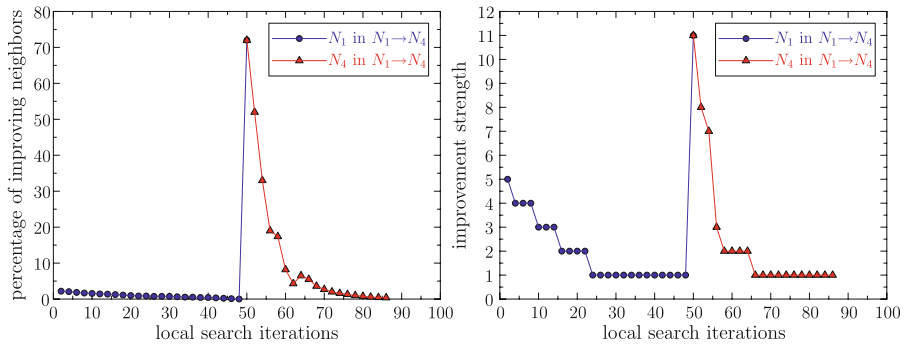 percentage of improving neighbors
80
70
60
50
40
30
20
10
0
N₁ in N₁→N₄
N₄ in N₁→N₄
0 10 20 30 40 50 60 70 80 90 100
local search iterations
improvement strength
12
11
10
9
8
7
6
5
4
3
2
1
0
N₁ in N₁→N₄
N₄ in N₁→N₄
0 10 20 30 40 50 60 70 80 90 100
local search iterations